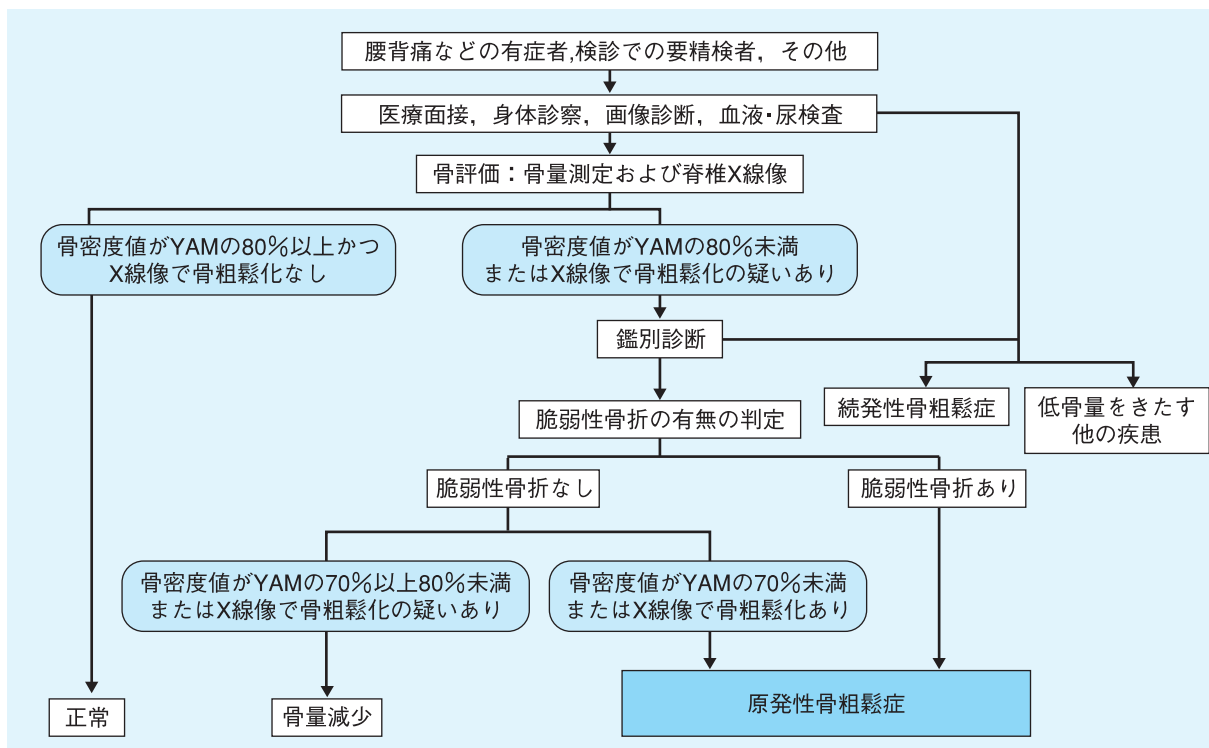 腰背痛などの有症者,検診での要精検者，その他
医療面接，身体診察，画像診断，血液・尿検査
骨評価：骨量測定および脊椎X線像
骨密度値がYAMの80％以上かつ
X線像で骨粗鬆化なし
骨密度値がYAMの80％未満
またはX線像で骨粗鬆化の疑いあり
鑑別診断
続発性骨粗鬆症
低骨量をきたす
他の疾患
脆弱性骨折の有無の判定
脆弱性骨折なし
脆弱性骨折あり
骨密度値がYAMの70％以上80％未満
またはX線像で骨粗鬆化の疑いあり
骨密度値がYAMの70％未満
またはX線像で骨粗鬆化あり
正常
骨量減少
原発性骨粗鬆症